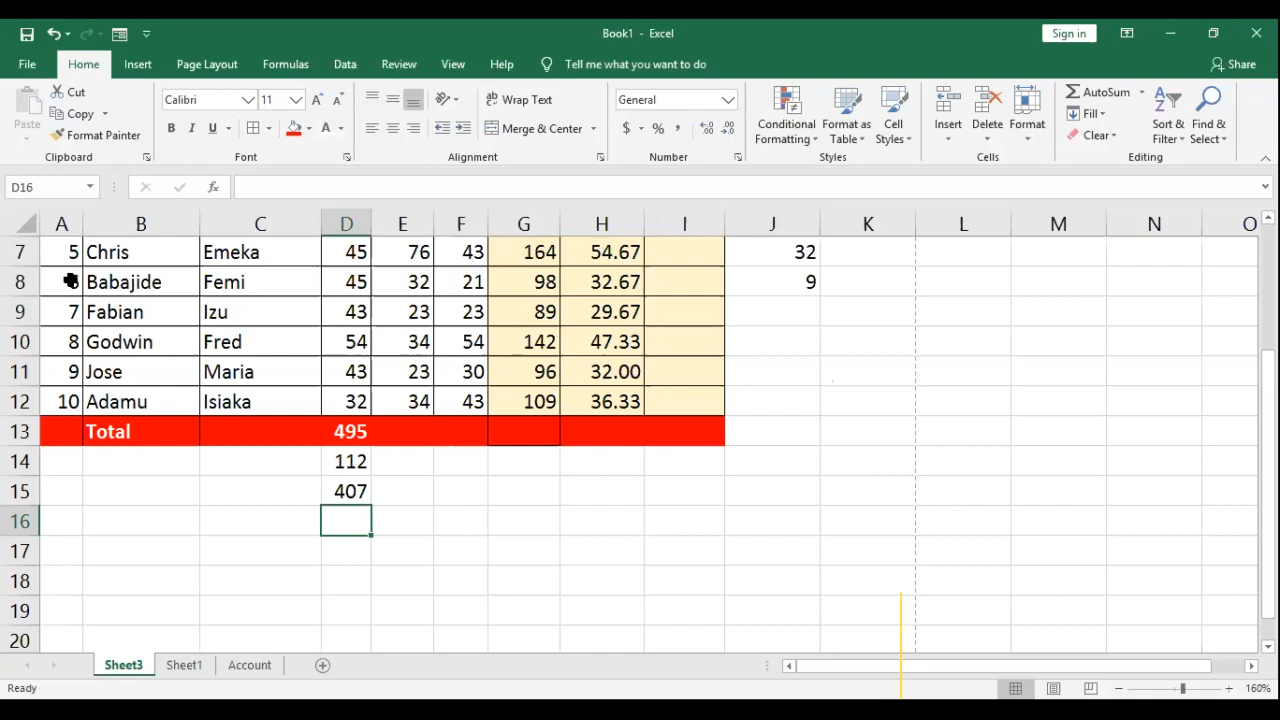 Book1 - Excel
Sign in
File Home Insert Page Layout Formulas Data Review View Help Tell me what you want to do Share
Paste
Cut
Copy
Format Painter
Clipboard
Calibri 11
B I U A
Font
Wrap Text
Merge & Center
Alignment
General
$ % ,
Number
Conditional Formatting
Format as Table
Cell Styles
Styles
Insert
Delete
Format
Cells
AutoSum
Fill
Clear
Sort & Filter
Find & Select
Editing
D16 fx
A B C D E F G H I J K L M N O
7 5 Chris Emeka 45 76 43 164 54.67 32
8 Babajide Femi 45 32 21 98 32.67 9
9 7 Fabian Izu 43 23 23 89 29.67
10 8 Godwin Fred 54 34 54 142 47.33
11 9 Jose Maria 43 23 30 96 32.00
12 10 Adamu Isiaka 32 34 43 109 36.33
13 Total 495
14 112
15 407
16
17
18
19
20
Sheet3 Sheet1 Account
Ready 160%